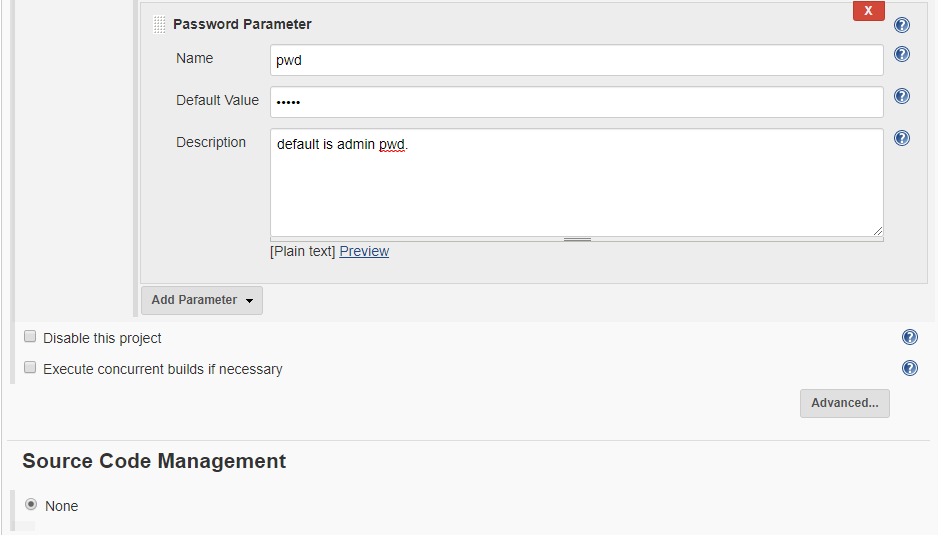 X
Password Parameter
Name
pwd
Default Value
•••••
Description
default is admin pwd.
[Plain text] Preview
Add Parameter
Disable this project
Execute concurrent builds if necessary
Advanced...
Source Code Management
None